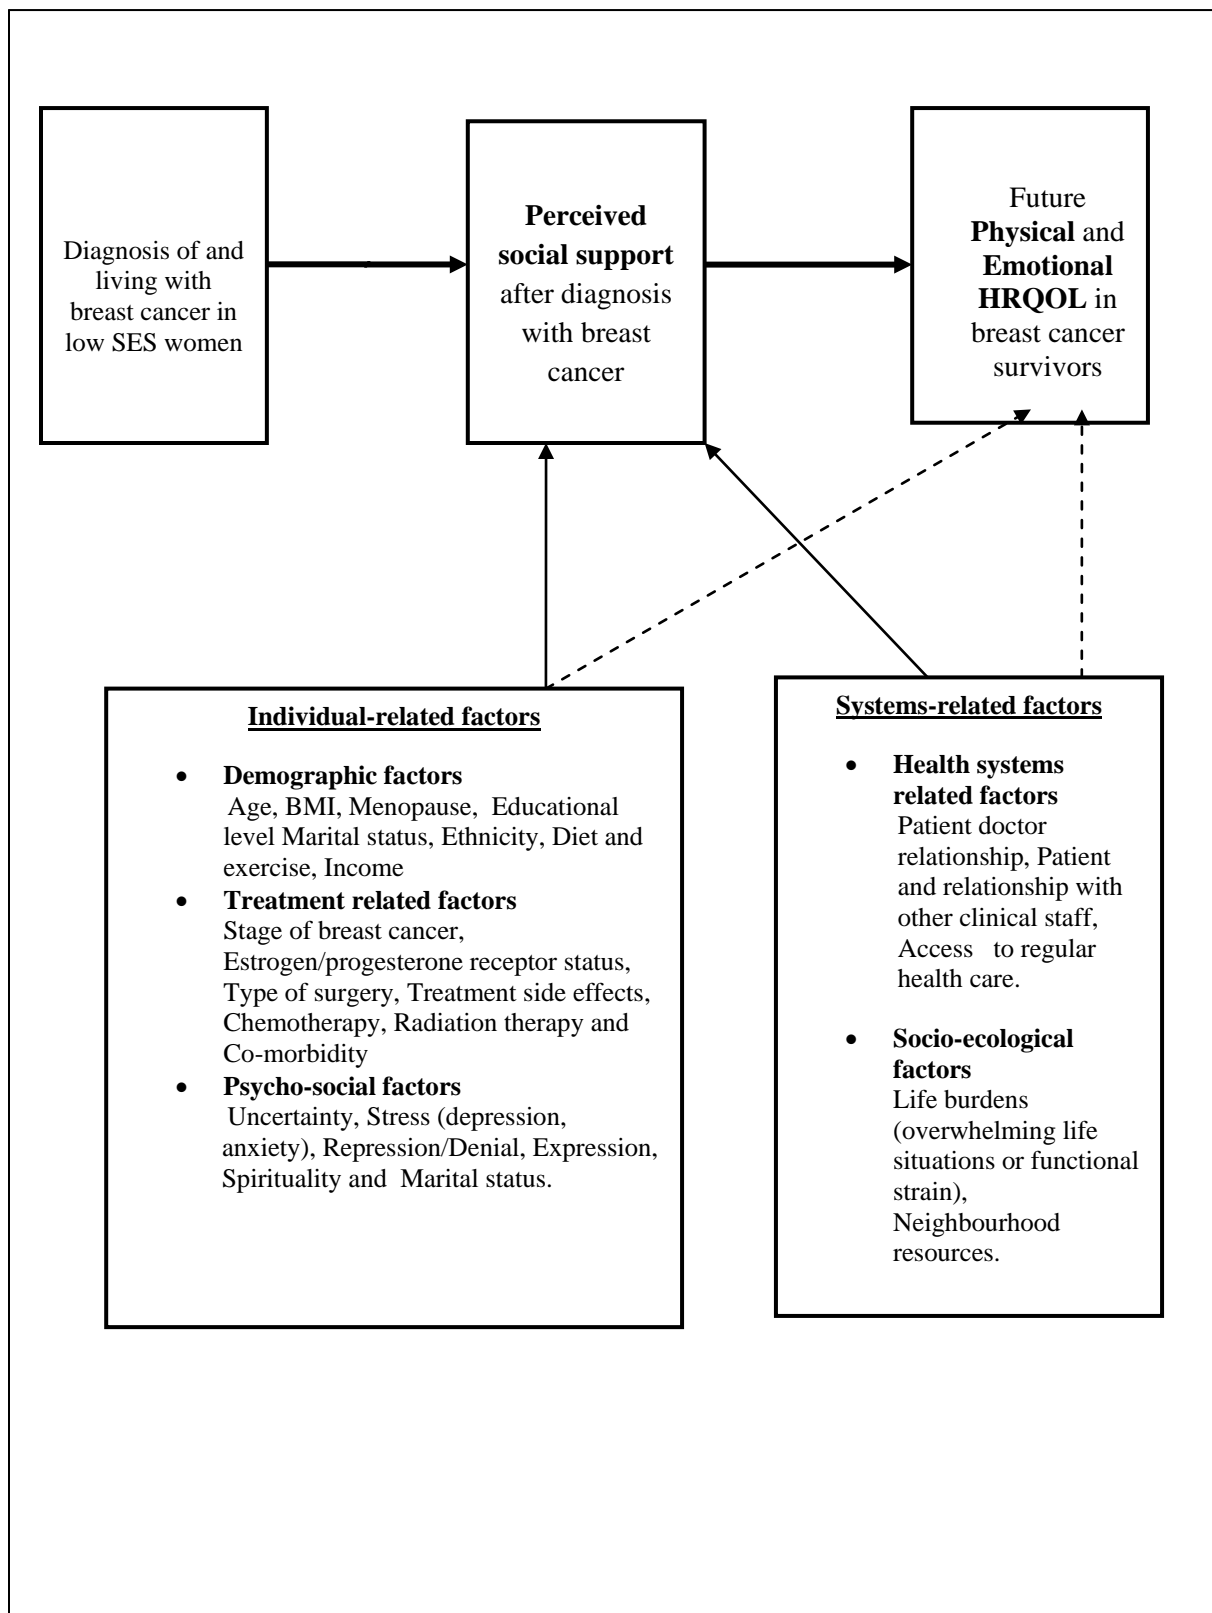 Diagnosis of and
living with
breast cancer in
low SES women
Perceived
social support
after diagnosis
with breast
cancer
Future
Physical and
Emotional
HRQOL in
breast cancer
survivors
Individual-related factors
• Demographic factors
Age, BMI, Menopause, Educational
level Marital status, Ethnicity, Diet and
exercise, Income
• Treatment related factors
Stage of breast cancer,
Estrogen/progesterone receptor status,
Type of surgery, Treatment side effects,
Chemotherapy, Radiation therapy and
Co-morbidity
• Psycho-social factors
Uncertainty, Stress (depression,
anxiety), Repression/Denial, Expression,
Spirituality and Marital status.
Systems-related factors
• Health systems
related factors
Patient doctor
relationship, Patient
and relationship with
other clinical staff,
Access to regular
health care.
• Socio-ecological
factors
Life burdens
(overwhelming life
situations or functional
strain),
Neighbourhood
resources.